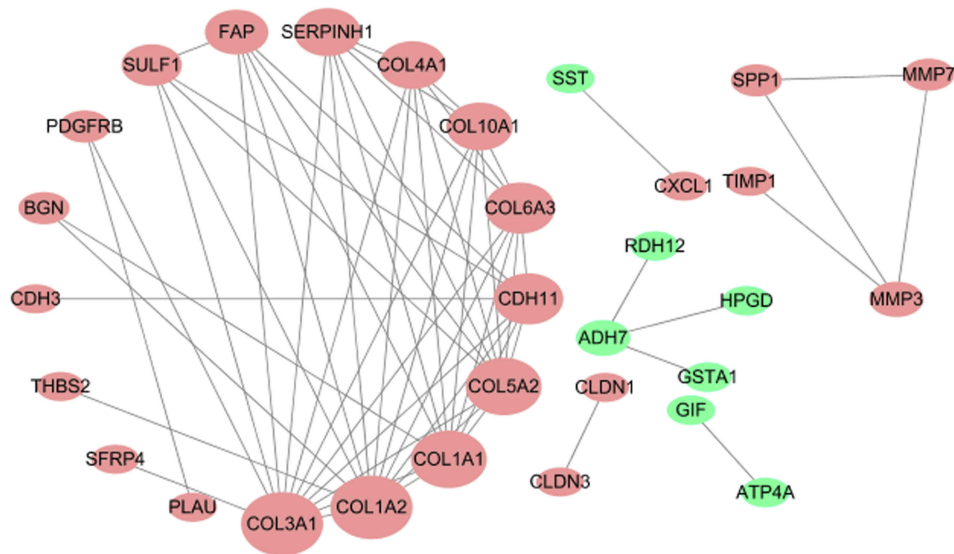 FAP
SERPINH1
SULF1
COL4A1
SST
SPP1
MMP7
PDGFRB
COL10A1
CXCL1
TIMP1
BGN
COL6A3
RDH12
CDH3
CDH11
MMP3
HPGD
ADH7
THBS2
COL5A2
CLDN1
GSTA1
GIF
SFRP4
COL1A1
CLDN3
ATP4A
PLAU
COL1A2
COL3A1